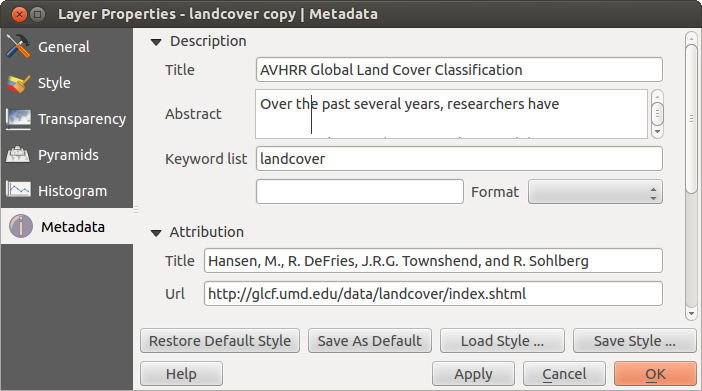 Layer Properties - landcover copy | Metadata
General
Style
Transparency
Pyramids
Histogram
Metadata
Description
Title AVHRR Global Land Cover Classification
Abstract Over the past several years, researchers have
Keyword list landcover
Format
Attribution
Title Hansen, M., R. DeFries, J.R.G. Townshend, and R. Sohlberg
Url http://glcf.umd.edu/data/landcover/index.shtml
Restore Default Style Save As Default Load Style ... Save Style ...
Help Apply Cancel OK